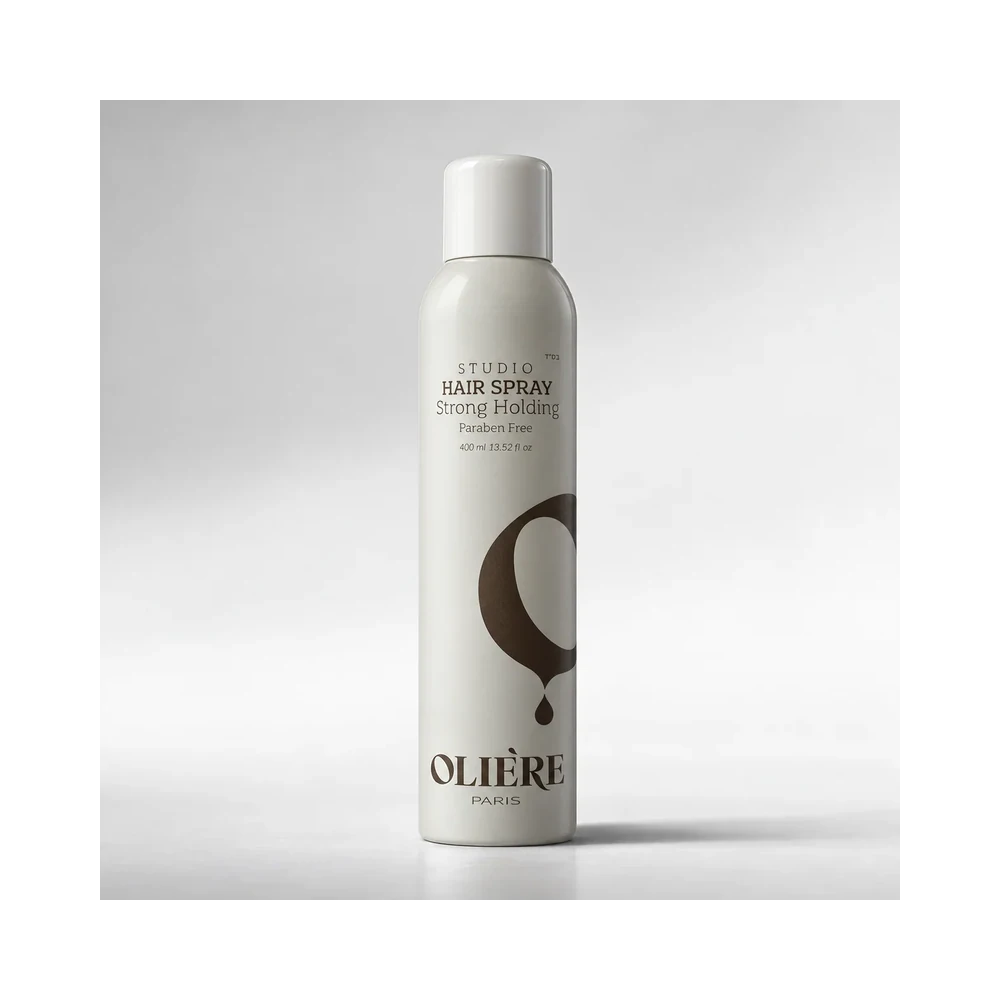 בס"ד
STUDIO
HAIR SPRAY
Strong Holding
Paraben Free
400 ml 13.52 fl oz
OLIÈRE
PARIS